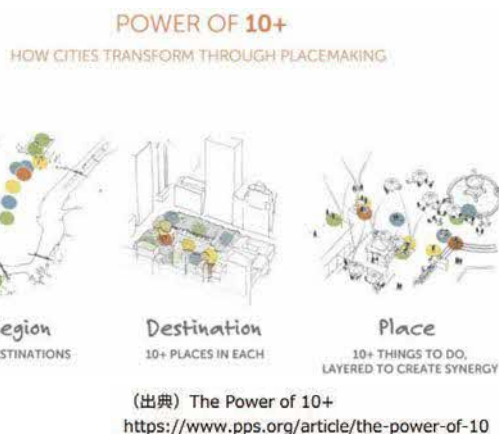 POWER OF 10+
HOW CITIES TRANSFORM THROUGH PLACEMAKING
egion
STINATIONS
Destination
10+ PLACES IN EACH
Place
10+ THINGS TO DO,
LAYERED TO CREATE SYNERGY
（出典）The Power of 10+
https://www.pps.org/article/the-power-of-10